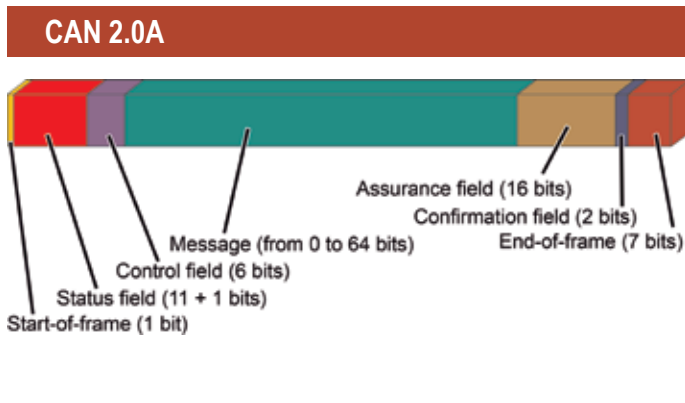 CAN 2.0A
Assurance field (16 bits)
Confirmation field (2 bits)
Message (from 0 to 64 bits)
End-of-frame (7 bits)
Control field (6 bits)
Status field (11 + 1 bits)
Start-of-frame (1 bit)